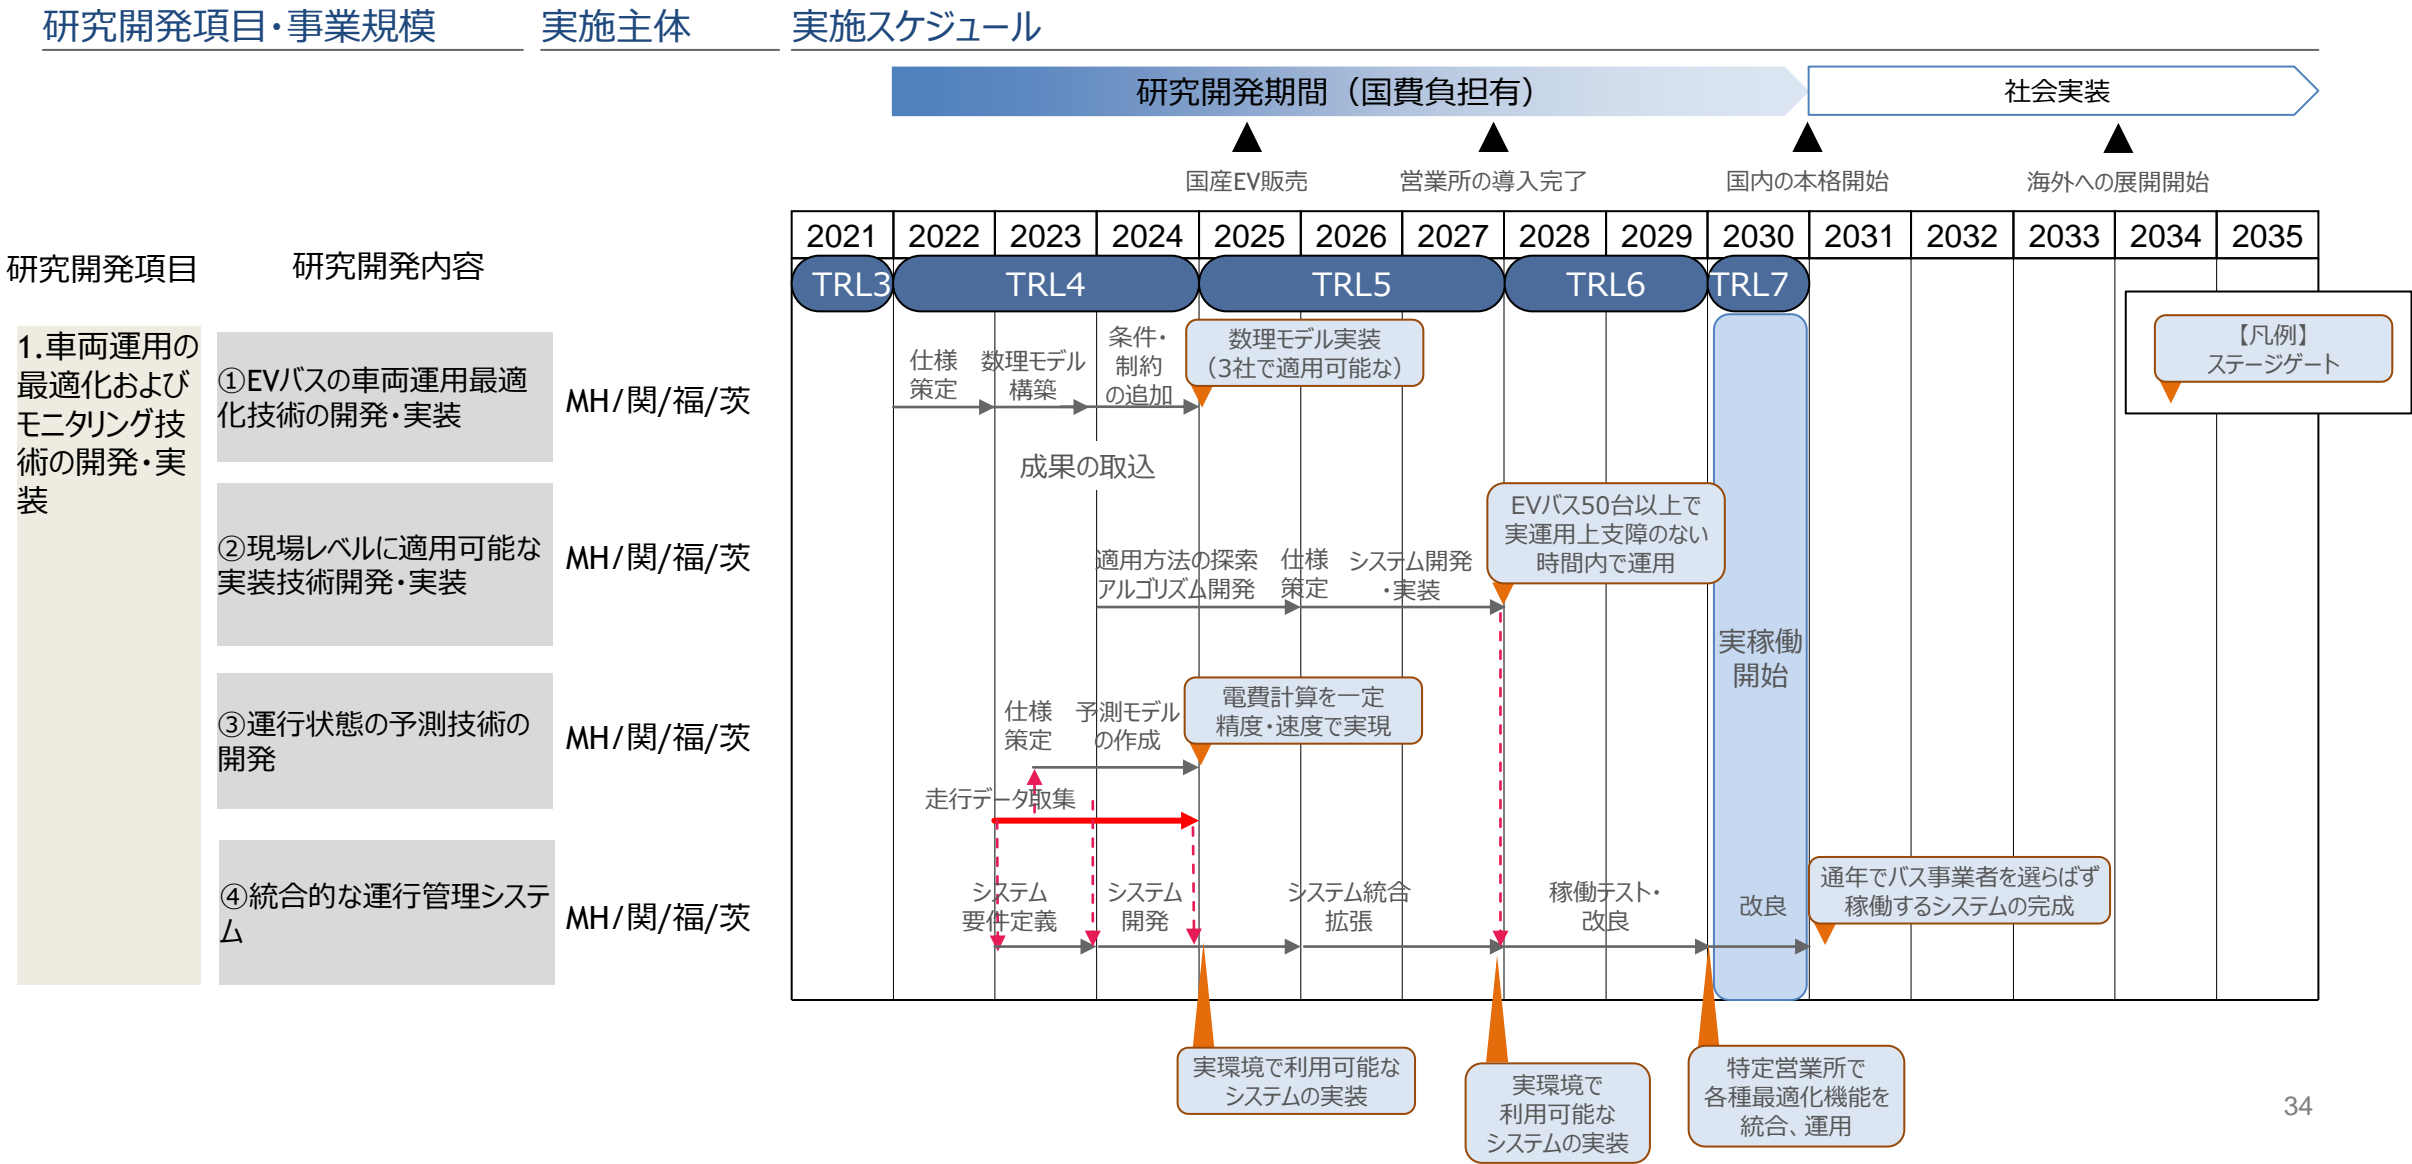 研究開発項目・事業規模
実施主体
実施スケジュール
研究開発期間（国費負担有）
社会実装
国産EV販売
営業所の導入完了
国内の本格開始
海外への展開開始
2021 2022 2023 2024 2025 2026 2027 2028 2029 2030 2031 2032 2033 2034 2035
研究開発項目
研究開発内容
TRL3
TRL4
TRL5
TRL6
TRL7
【凡例】
ステージゲート
1.車両運用の
最適化および
モニタリング技
術の開発・実
装
①EVバスの車両運用最適
化技術の開発・実装
MH/関/福/茨
仕様
策定
数理モデル
構築
条件・
制約
の追加
数理モデル実装
（3社で適用可能な）
成果の取込
②現場レベルに適用可能な
実装技術開発・実装
MH/関/福/茨
適用方法の探索
アルゴリズム開発
仕様
策定
システム開発
・実装
EVバス50台以上で
実運用上支障のない
時間内で運用
実稼働
開始
③運行状態の予測技術の
開発
MH/関/福/茨
仕様
策定
予測モデル
の作成
電費計算を一定
精度・速度で実現
走行データ取集
④統合的な運行管理システ
ム
MH/関/福/茨
システム
要件定義
システム
開発
システム統合
拡張
稼働テスト・
改良
改良
通年でバス事業者を選らばず
稼働するシステムの完成
実環境で利用可能な
システムの実装
実環境で
利用可能な
システムの実装
特定営業所で
各種最適化機能を
統合、運用
34